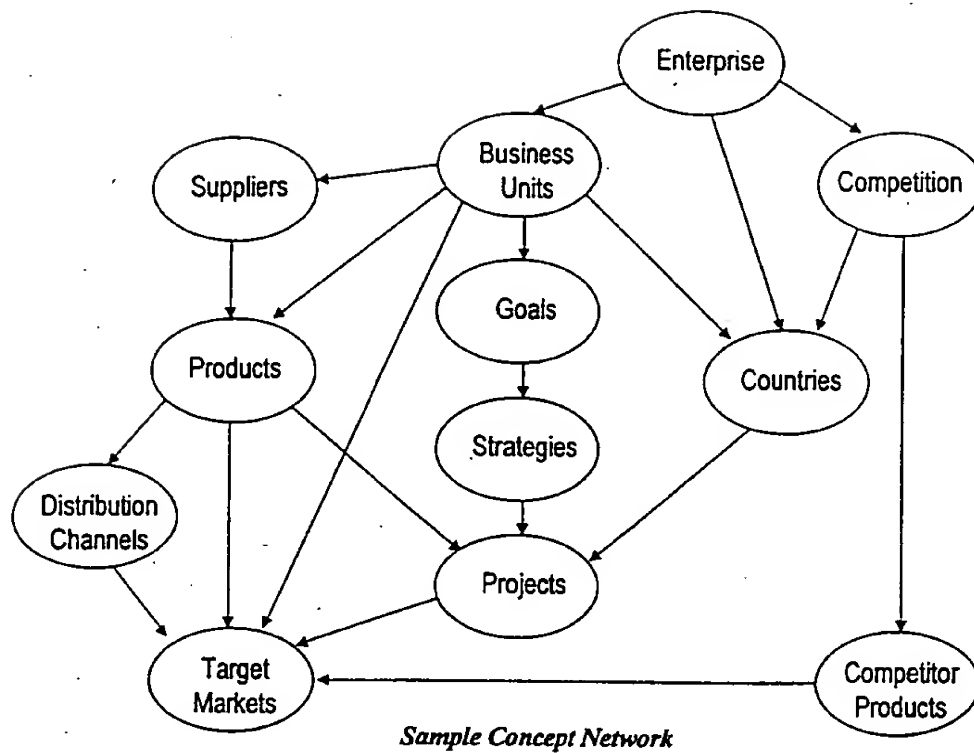 Enterprise
Business
Units
Suppliers
Competition
Goals
Products
Countries
Strategies
Distribution
Channels
Projects
Target
Markets
Competitor
Products
Sample Concept Network